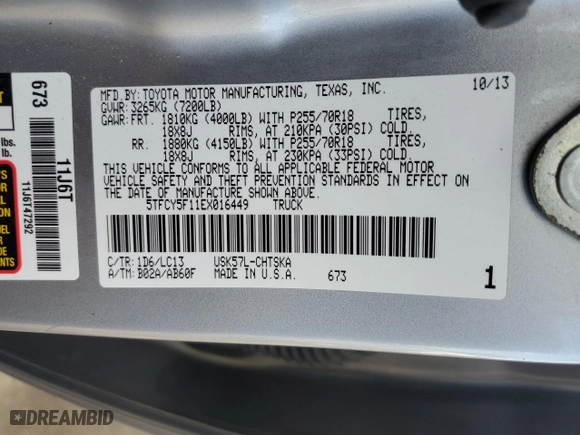 MFD.BY:TOYOTA MOTOR MANUFACTURING, TEXAS, INC. 10/13
GVWR:3265KG (7200LB)
GAWR:FRT. 1810KG (4000LB) WITH P255/70R18 TIRES,
18X8J RIMS, AT 210KPA (30PSI) COLD
RR. 1880KG (4150LB) WITH P255/70R18 TIRES,
18X8J RIMS, AT 230KPA (33PSI) COLD
THIS VEHICLE CONFORMS TO ALL APPLICABLE FEDERAL MOTOR
VEHICLE SAFETY AND THEFT PREVENTION STANDARDS IN EFFECT ON
THE DATE OF MANUFACTURE SHOWN ABOVE.
5TFCY5F11EX016449 TRUCK
C/TR:1D6/LC13 USK57L-CHTSKA
A/TM:B02A/AB60F MADE IN U.S.A. 673
1
673
11J6T
11J6T47292
lbs.
lbs.
DREAMBID